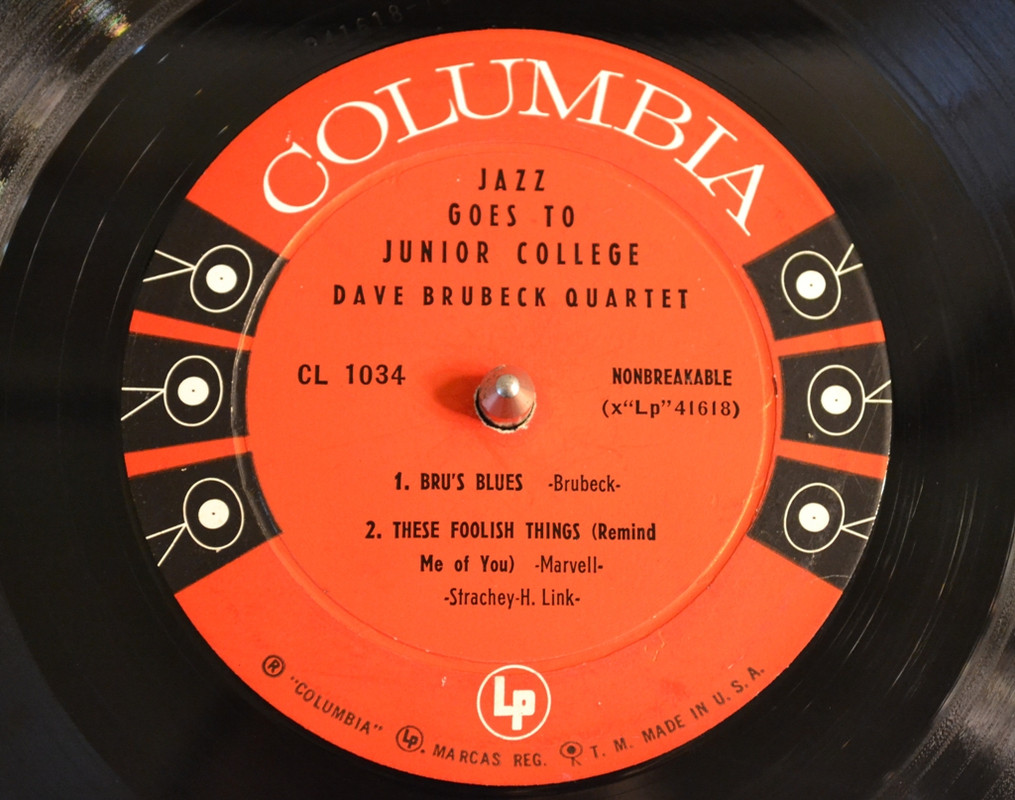 COLUMBIA
JAZZ
GOES TO
JUNIOR COLLEGE
DAVE BRUBECK QUARTET
CL 1034
NONBREAKABLE
(x“Lp”41618)
1. BRU'S BLUES -Brubeck-
2. THESE FOOLISH THINGS (Remind
Me of You) -Marvell-
-Strachey-H. Link-
Lp
® "COLUMBIA" Lp. MARCAS REG. T. M. MADE IN U. S. A.